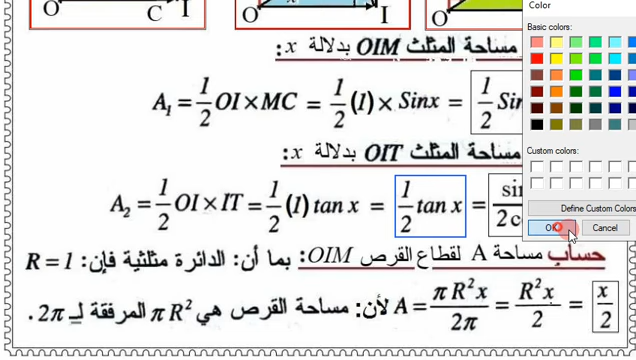 O C I O I O
Color
Basic colors:
مساحة المثلث OIM بدلالة x:
A₁ = 1/2 OI × MC = 1/2 (1) × Sinx = 1/2
مساحة المثلث OIT بدلالة x:
Custom colors:
A₂ = 1/2 OI × IT = 1/2 (1) tan x = 1/2 tan x =
Define Custom Colors
OK Cancel
حساب مساحة A لقطاع القرص OIM: بما أن: الدائرة مثلثية فإن: R = 1
A = πR²x/2π = R²x/2 = x/2 لأن: مساحة القرص هي πR² المرفقة لـ 2π.